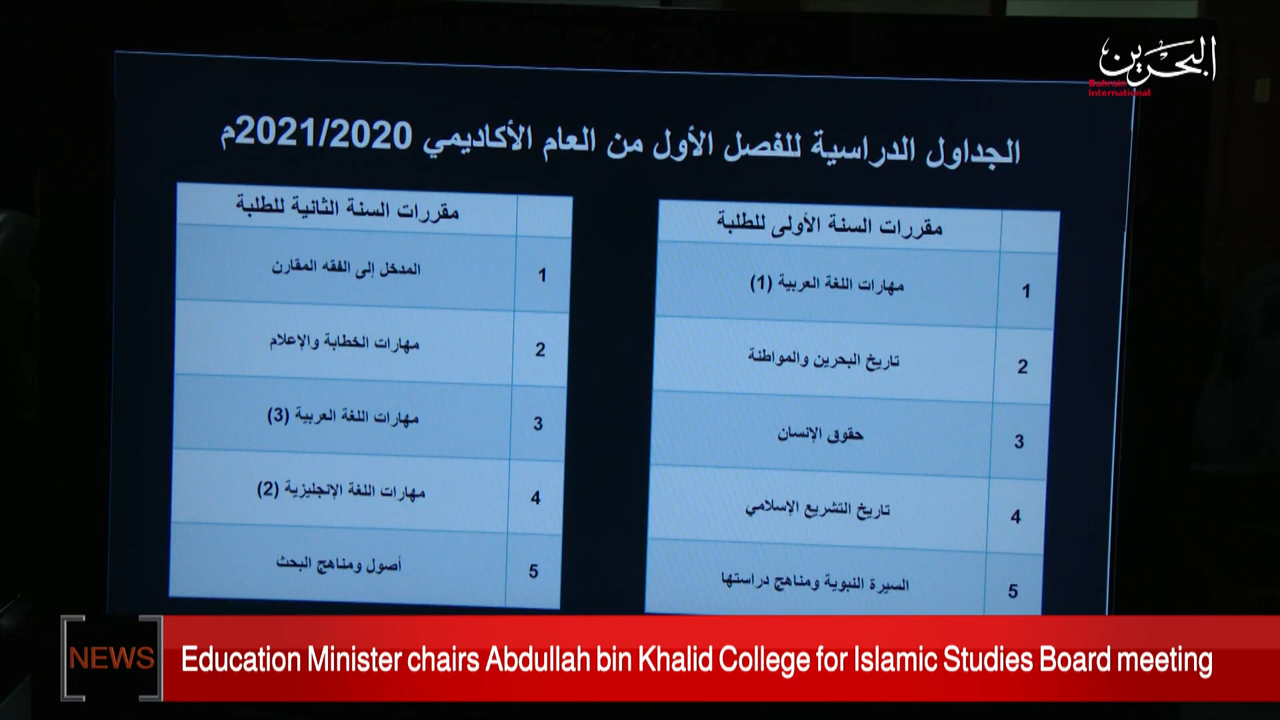 البحرين
Bahrain
International
الجداول الدراسية للفصل الأول من العام الأكاديمي 2021/2020م
مقررات السنة الأولى للطلبة
1 مهارات اللغة العربية (1)
2 تاريخ البحرين والمواطنة
3 حقوق الإنسان
4 تاريخ التشريع الإسلامي
5 السيرة النبوية ومناهج دراستها
مقررات السنة الثانية للطلبة
1 المدخل إلى الفقه المقارن
2 مهارات الخطابة والإعلام
3 مهارات اللغة العربية (3)
4 مهارات اللغة الإنجليزية (2)
5 أصول ومناهج البحث
NEWS
Education Minister chairs Abdullah bin Khalid College for Islamic Studies Board meeting